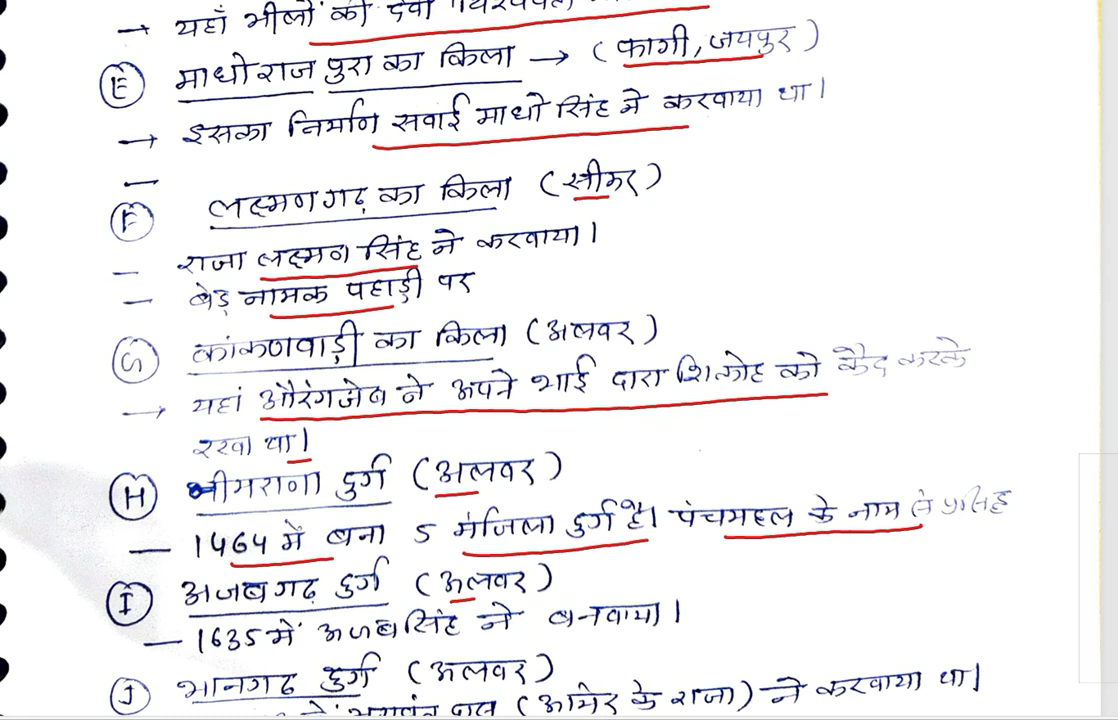 → यहाँ भीलों की देवी
(E) माधोराजपुरा का किला → (फागी, जयपुर)
→ इसका निर्माण सवाई माधोसिंह ने करवाया था।
—
(F) लक्ष्मणगढ़ का किला (सीकर)
— राजा लक्ष्मण सिंह ने करवाया।
— बेड़ नामक पहाड़ी पर
(G) कांकणवाड़ी का किला (अलवर)
→ यहां औरंगजेब ने अपने भाई दारा शिकोह को कैद करके
रखा था।
(H) नीमराना दुर्ग (अलवर)
— 1464 में बना 5 मंजिला दुर्ग है। पंचमहल के नाम से प्रसिद्ध
(I) अजबगढ़ दुर्ग (अलवर)
— 1635 में अजबसिंह ने बनवाया।
(J) भानगढ दुर्ग (अलवर)
दास (आमेर के राजा) ने करवाया था।